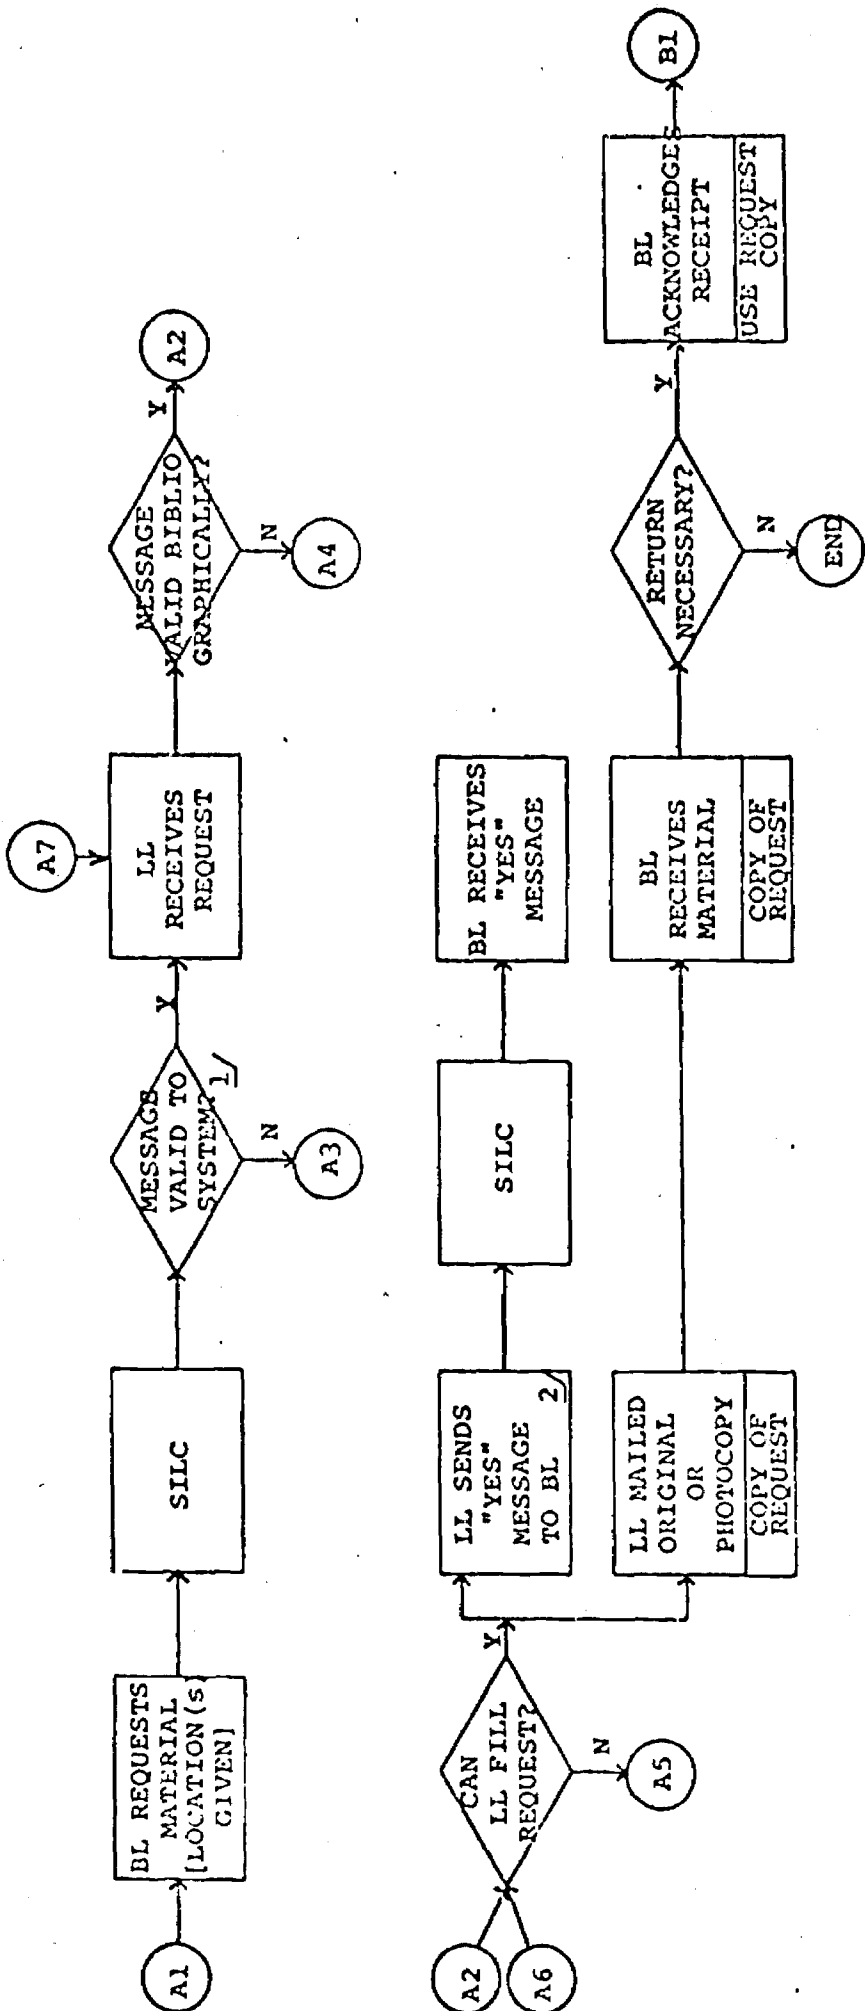 A1
BL REQUESTS
MATERIAL
[LOCATION(s)
GIVEN]
SILC
MESSAGE
VALID TO
SYSTEM? 1/
N
A3
Y
A7
LL
RECEIVES
REQUEST
MESSAGE
VALID BIBLIO
GRAPHICALLY?
N
A4
Y
A2
A2
A6
CAN
LL FILL
REQUEST?
N
A5
Y
LL SENDS
"YES"
MESSAGE
TO BL 2/
SILC
BL RECEIVES
"YES"
MESSAGE
LL MAILED
ORIGINAL
OR
PHOTOCOPY
COPY OF
REQUEST
BL
RECEIVES
MATERIAL
COPY OF
REQUEST
RETURN
NECESSARY?
N
END
Y
BL
ACKNOWLEDGES
RECEIPT
USE REQUEST
COPY
B1